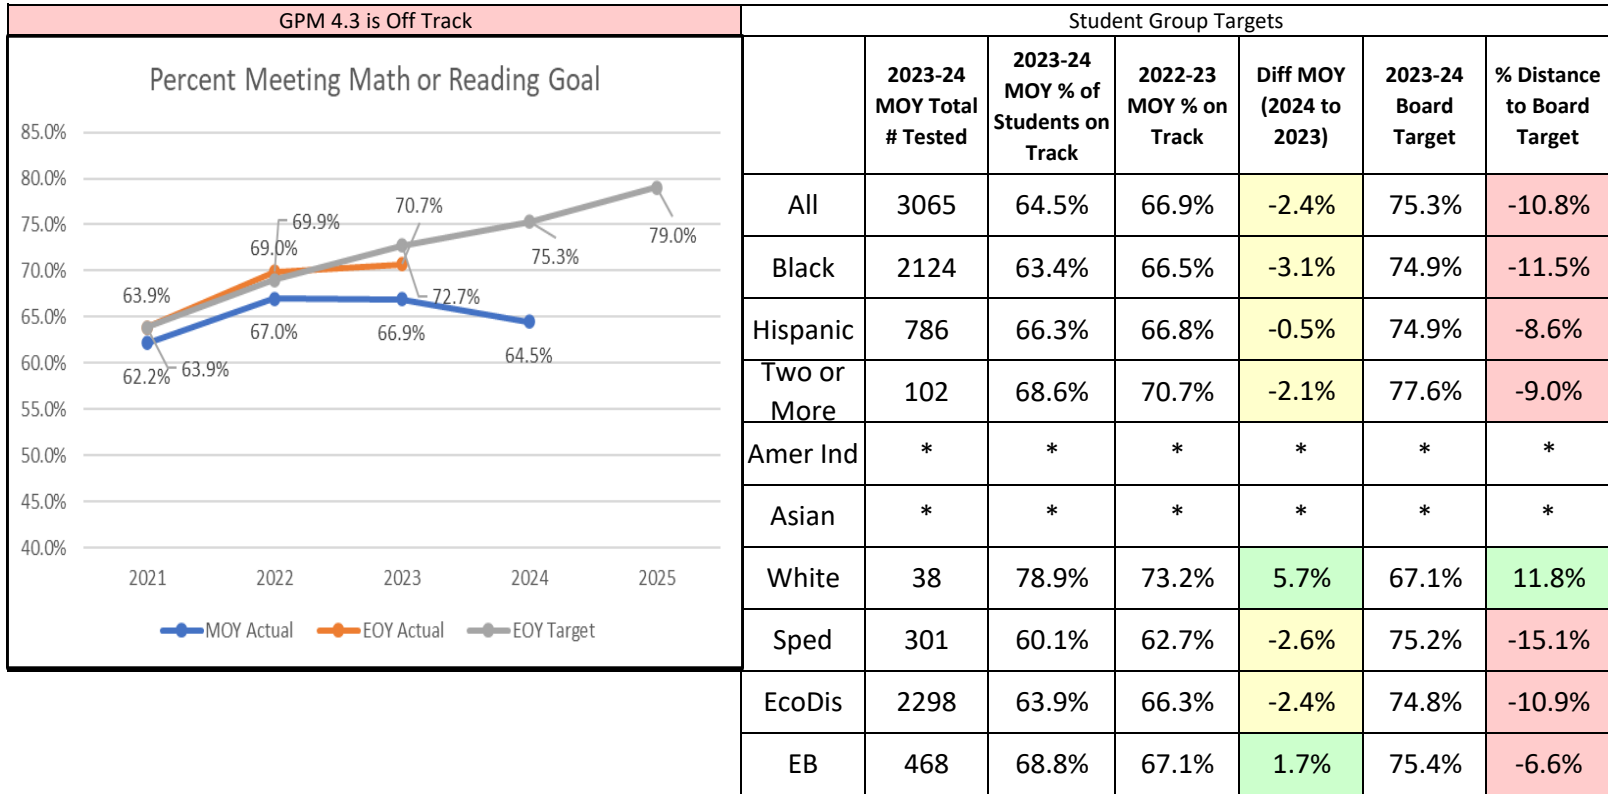 GPM 4.3 is Off Track
Percent Meeting Math or Reading Goal
85.0%
80.0%
75.0%
70.0%
65.0%
60.0%
55.0%
50.0%
45.0%
40.0%
63.9%
62.2%
63.9%
69.0%
69.9%
67.0%
70.7%
72.7%
66.9%
75.3%
64.5%
79.0%
2021 2022 2023 2024 2025
MOY Actual EOY Actual EOY Target
Student Group Targets
2023-24 MOY Total # Tested
2023-24 MOY % of Students on Track
2022-23 MOY % on Track
Diff MOY (2024 to 2023)
2023-24 Board Target
% Distance to Board Target
All 3065 64.5% 66.9% -2.4% 75.3% -10.8%
Black 2124 63.4% 66.5% -3.1% 74.9% -11.5%
Hispanic 786 66.3% 66.8% -0.5% 74.9% -8.6%
Two or More 102 68.6% 70.7% -2.1% 77.6% -9.0%
Amer Ind * * * * * *
Asian * * * * * *
White 38 78.9% 73.2% 5.7% 67.1% 11.8%
Sped 301 60.1% 62.7% -2.6% 75.2% -15.1%
EcoDis 2298 63.9% 66.3% -2.4% 74.8% -10.9%
EB 468 68.8% 67.1% 1.7% 75.4% -6.6%